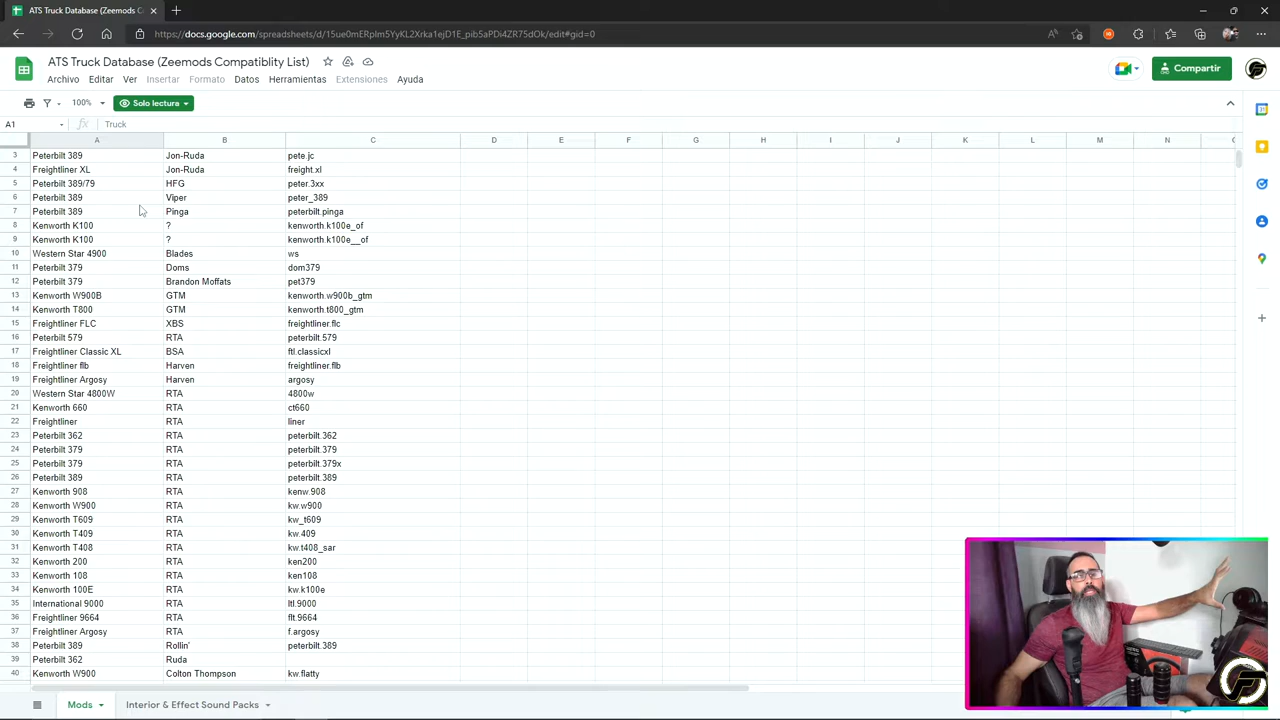 ATS Truck Database (Zeemods C
https://docs.google.com/spreadsheets/d/15ue0mERplm5YyKL2Xrka1ejD1E_pib5aPDi4ZR75dOk/edit#gid=0
ATS Truck Database (Zeemods Compatiblity List)
Archivo Editar Ver Insertar Formato Datos Extensiones Herramientas Ayuda
Compartir
100% Solo lectura
A1 fx Truck
A B C D E F G H I J K L M N
3 Peterbilt 389 Jon-Ruda pete.jc
4 Freightliner XL Jon-Ruda freight.xl
5 Peterbilt 389/79 HFG peter.3xx
6 Peterbilt 389 Viper peter_389
7 Peterbilt 389 Pinga peterbilt.pinga
8 Kenworth K100 ? kenworth.k100e_of
9 Kenworth K100 ? kenworth.k100e__of
10 Western Star 4900 Blades ws
11 Peterbilt 379 Doms dom379
12 Peterbilt 379 Brandon Moffats pet379
13 Kenworth W900B GTM kenworth.w900b_gtm
14 Kenworth T800 GTM kenworth.t800_gtm
15 Freightliner FLC XBS freightliner.flc
16 Peterbilt 579 RTA peterbilt.579
17 Freightliner Classic XL BSA ftl.classicxl
18 Freightliner flb Harven freightliner.flb
19 Freightliner Argosy Harven argosy
20 Western Star 4800W RTA 4800w
21 Kenworth 660 RTA ct660
22 Freightliner RTA liner
23 Peterbilt 362 RTA peterbilt.362
24 Peterbilt 379 RTA peterbilt.379
25 Peterbilt 379 RTA peterbilt.379x
26 Peterbilt 389 RTA peterbilt.389
27 Kenworth 908 RTA kenw.908
28 Kenworth W900 RTA kw.w900
29 Kenworth T609 RTA kw_t609
30 Kenworth T409 RTA kw.409
31 Kenworth T408 RTA kw.t408_sar
32 Kenworth 200 RTA ken200
33 Kenworth 108 RTA ken108
34 Kenworth 100E RTA kw.k100e
35 International 9000 RTA ltl.9000
36 Freightliner 9664 RTA flt.9664
37 Freightliner Argosy RTA f.argosy
38 Peterbilt 389 Rollin' peterbilt.389
39 Peterbilt 362 Ruda
40 Kenworth W900 Colton Thompson kw.flatty
Mods Interior & Effect Sound Packs